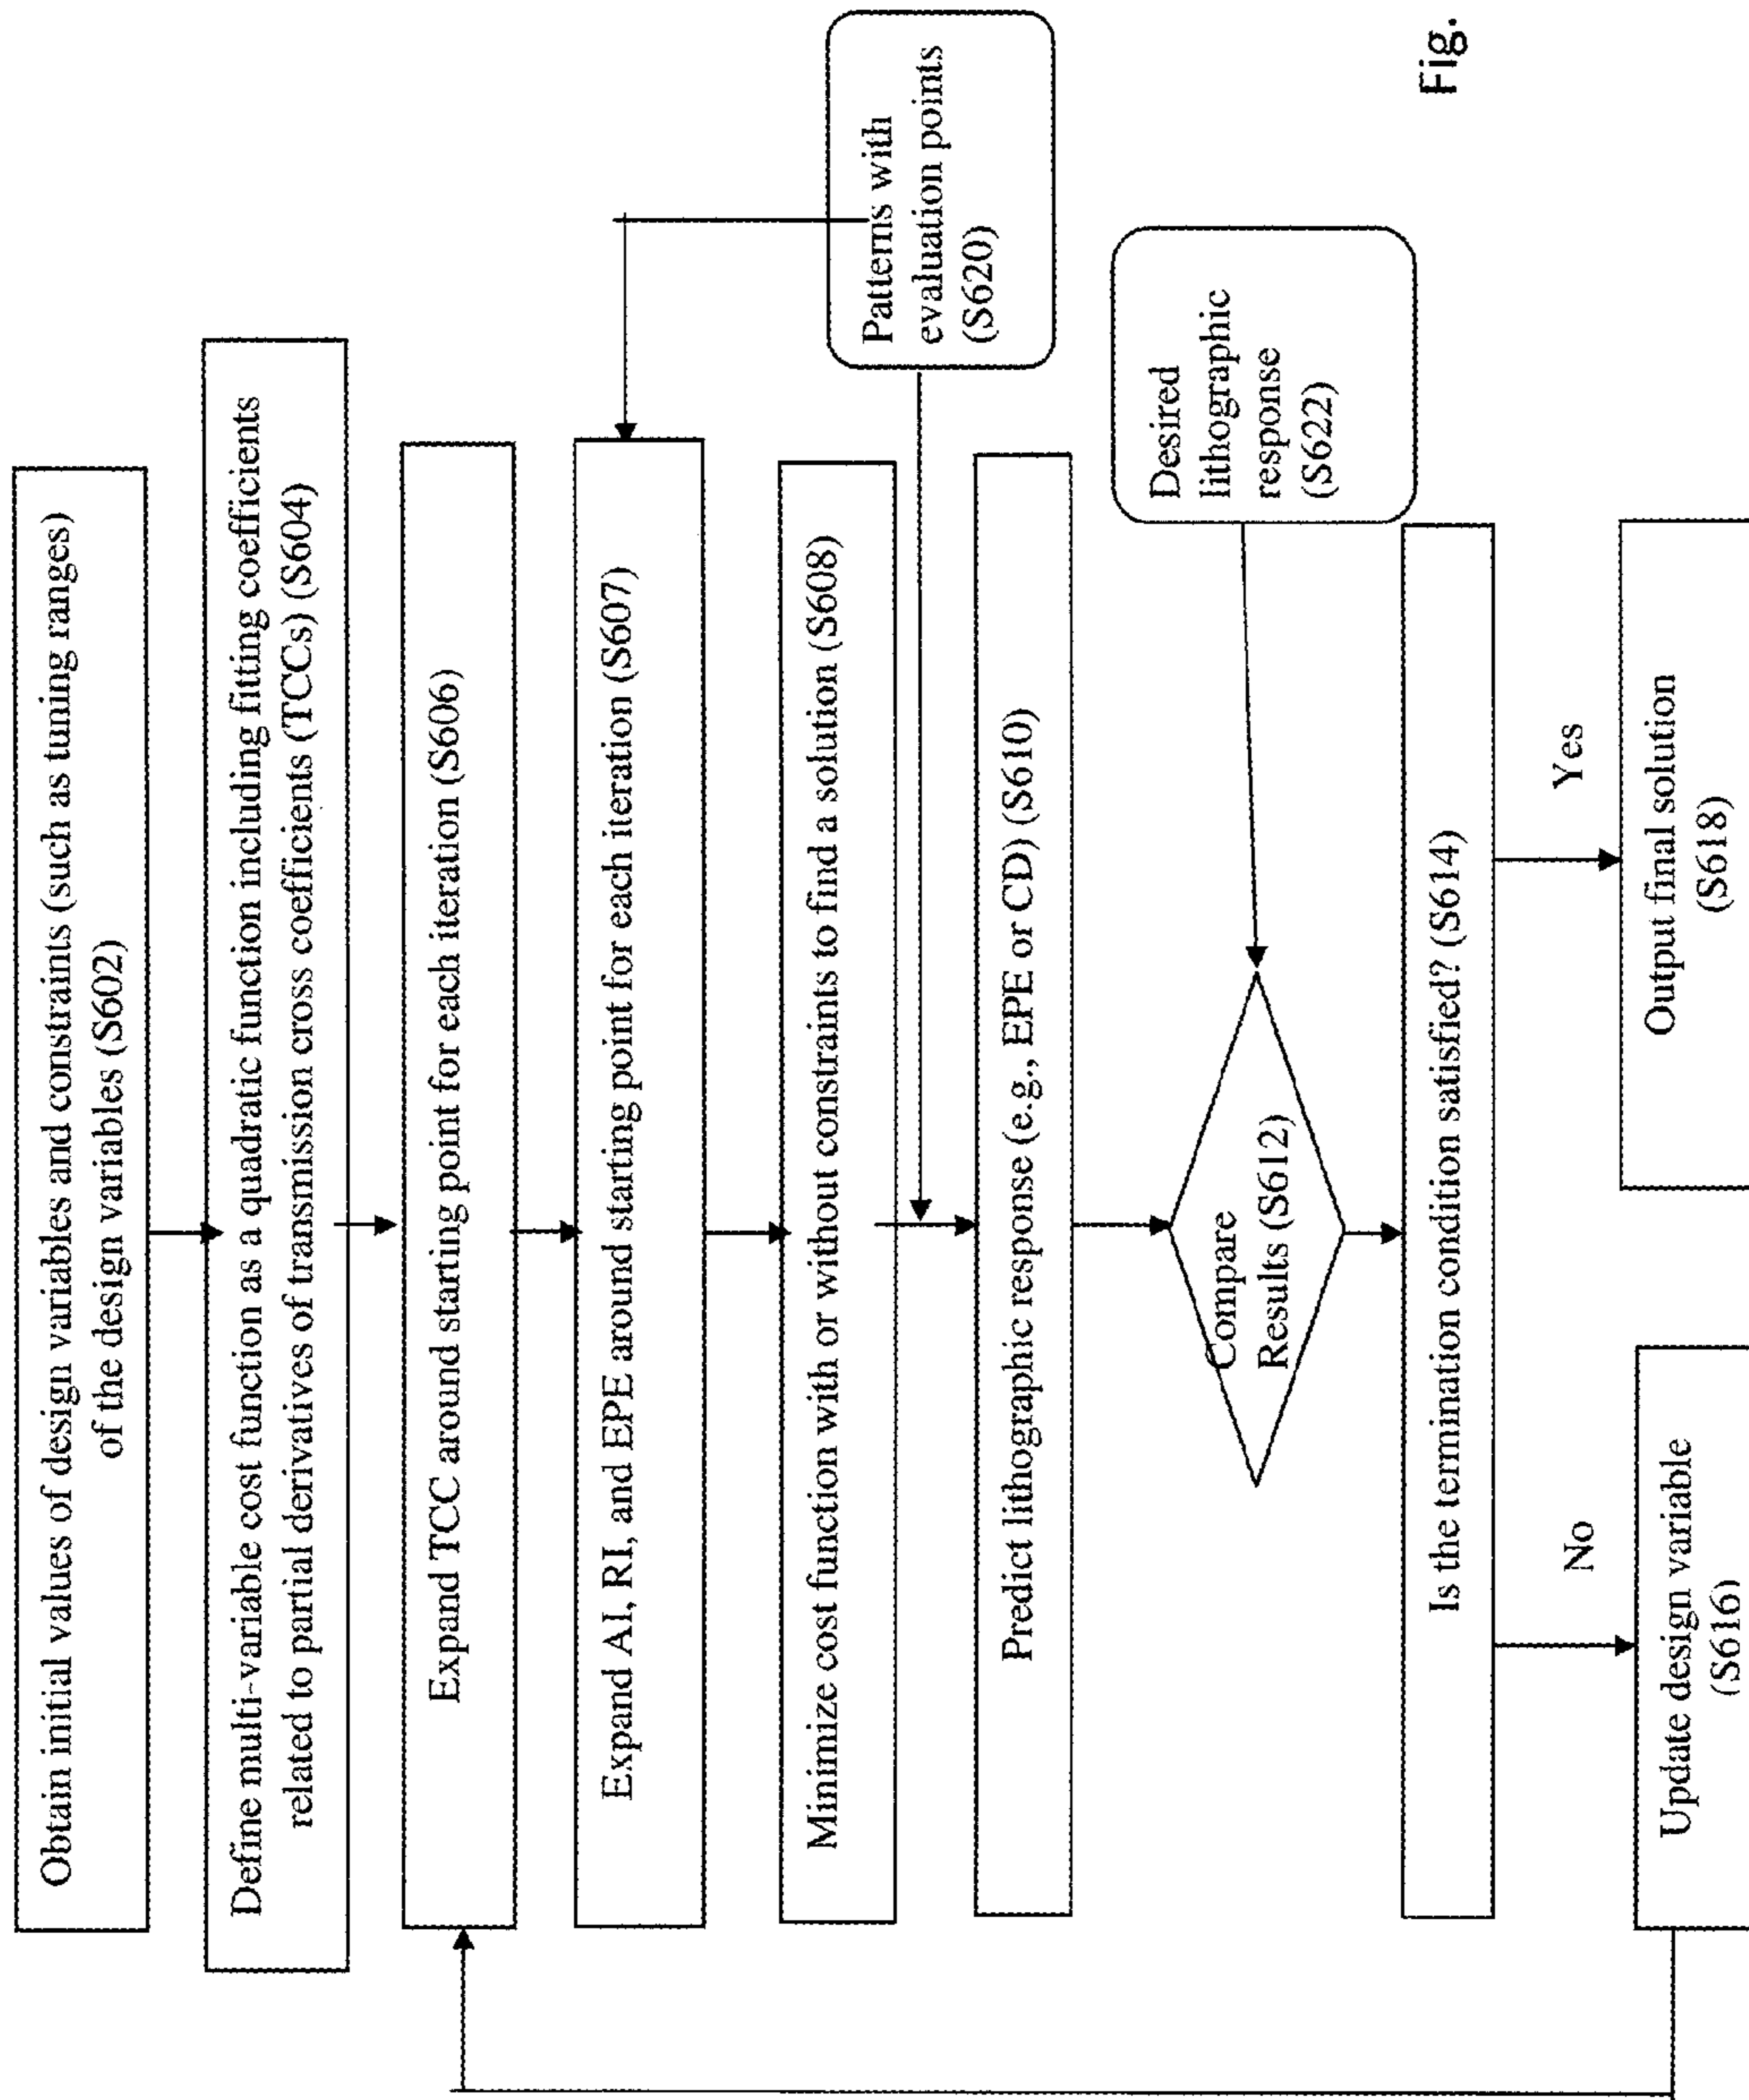 Obtain initial values of design variables and constraints (such as tuning ranges)
of the design variables (S602)
Define multi-variable cost function as a quadratic function including fitting coefficients
related to partial derivatives of transmission cross coefficients (TCCs) (S604)
Expand TCC around starting point for each iteration (S606)
Expand AI, RI, and EPE around starting point for each iteration (S607)
Patterns with
evaluation points
(S620)
Minimize cost function with or without constraints to find a solution (S608)
Predict lithographic response (e.g., EPE or CD) (S610)
Desired
lithographic
response
(S622)
Compare
Results (S612)
Is the termination condition satisfied? (S614)
No
Yes
Update design variable
(S616)
Output final solution
(S618)
Fig.